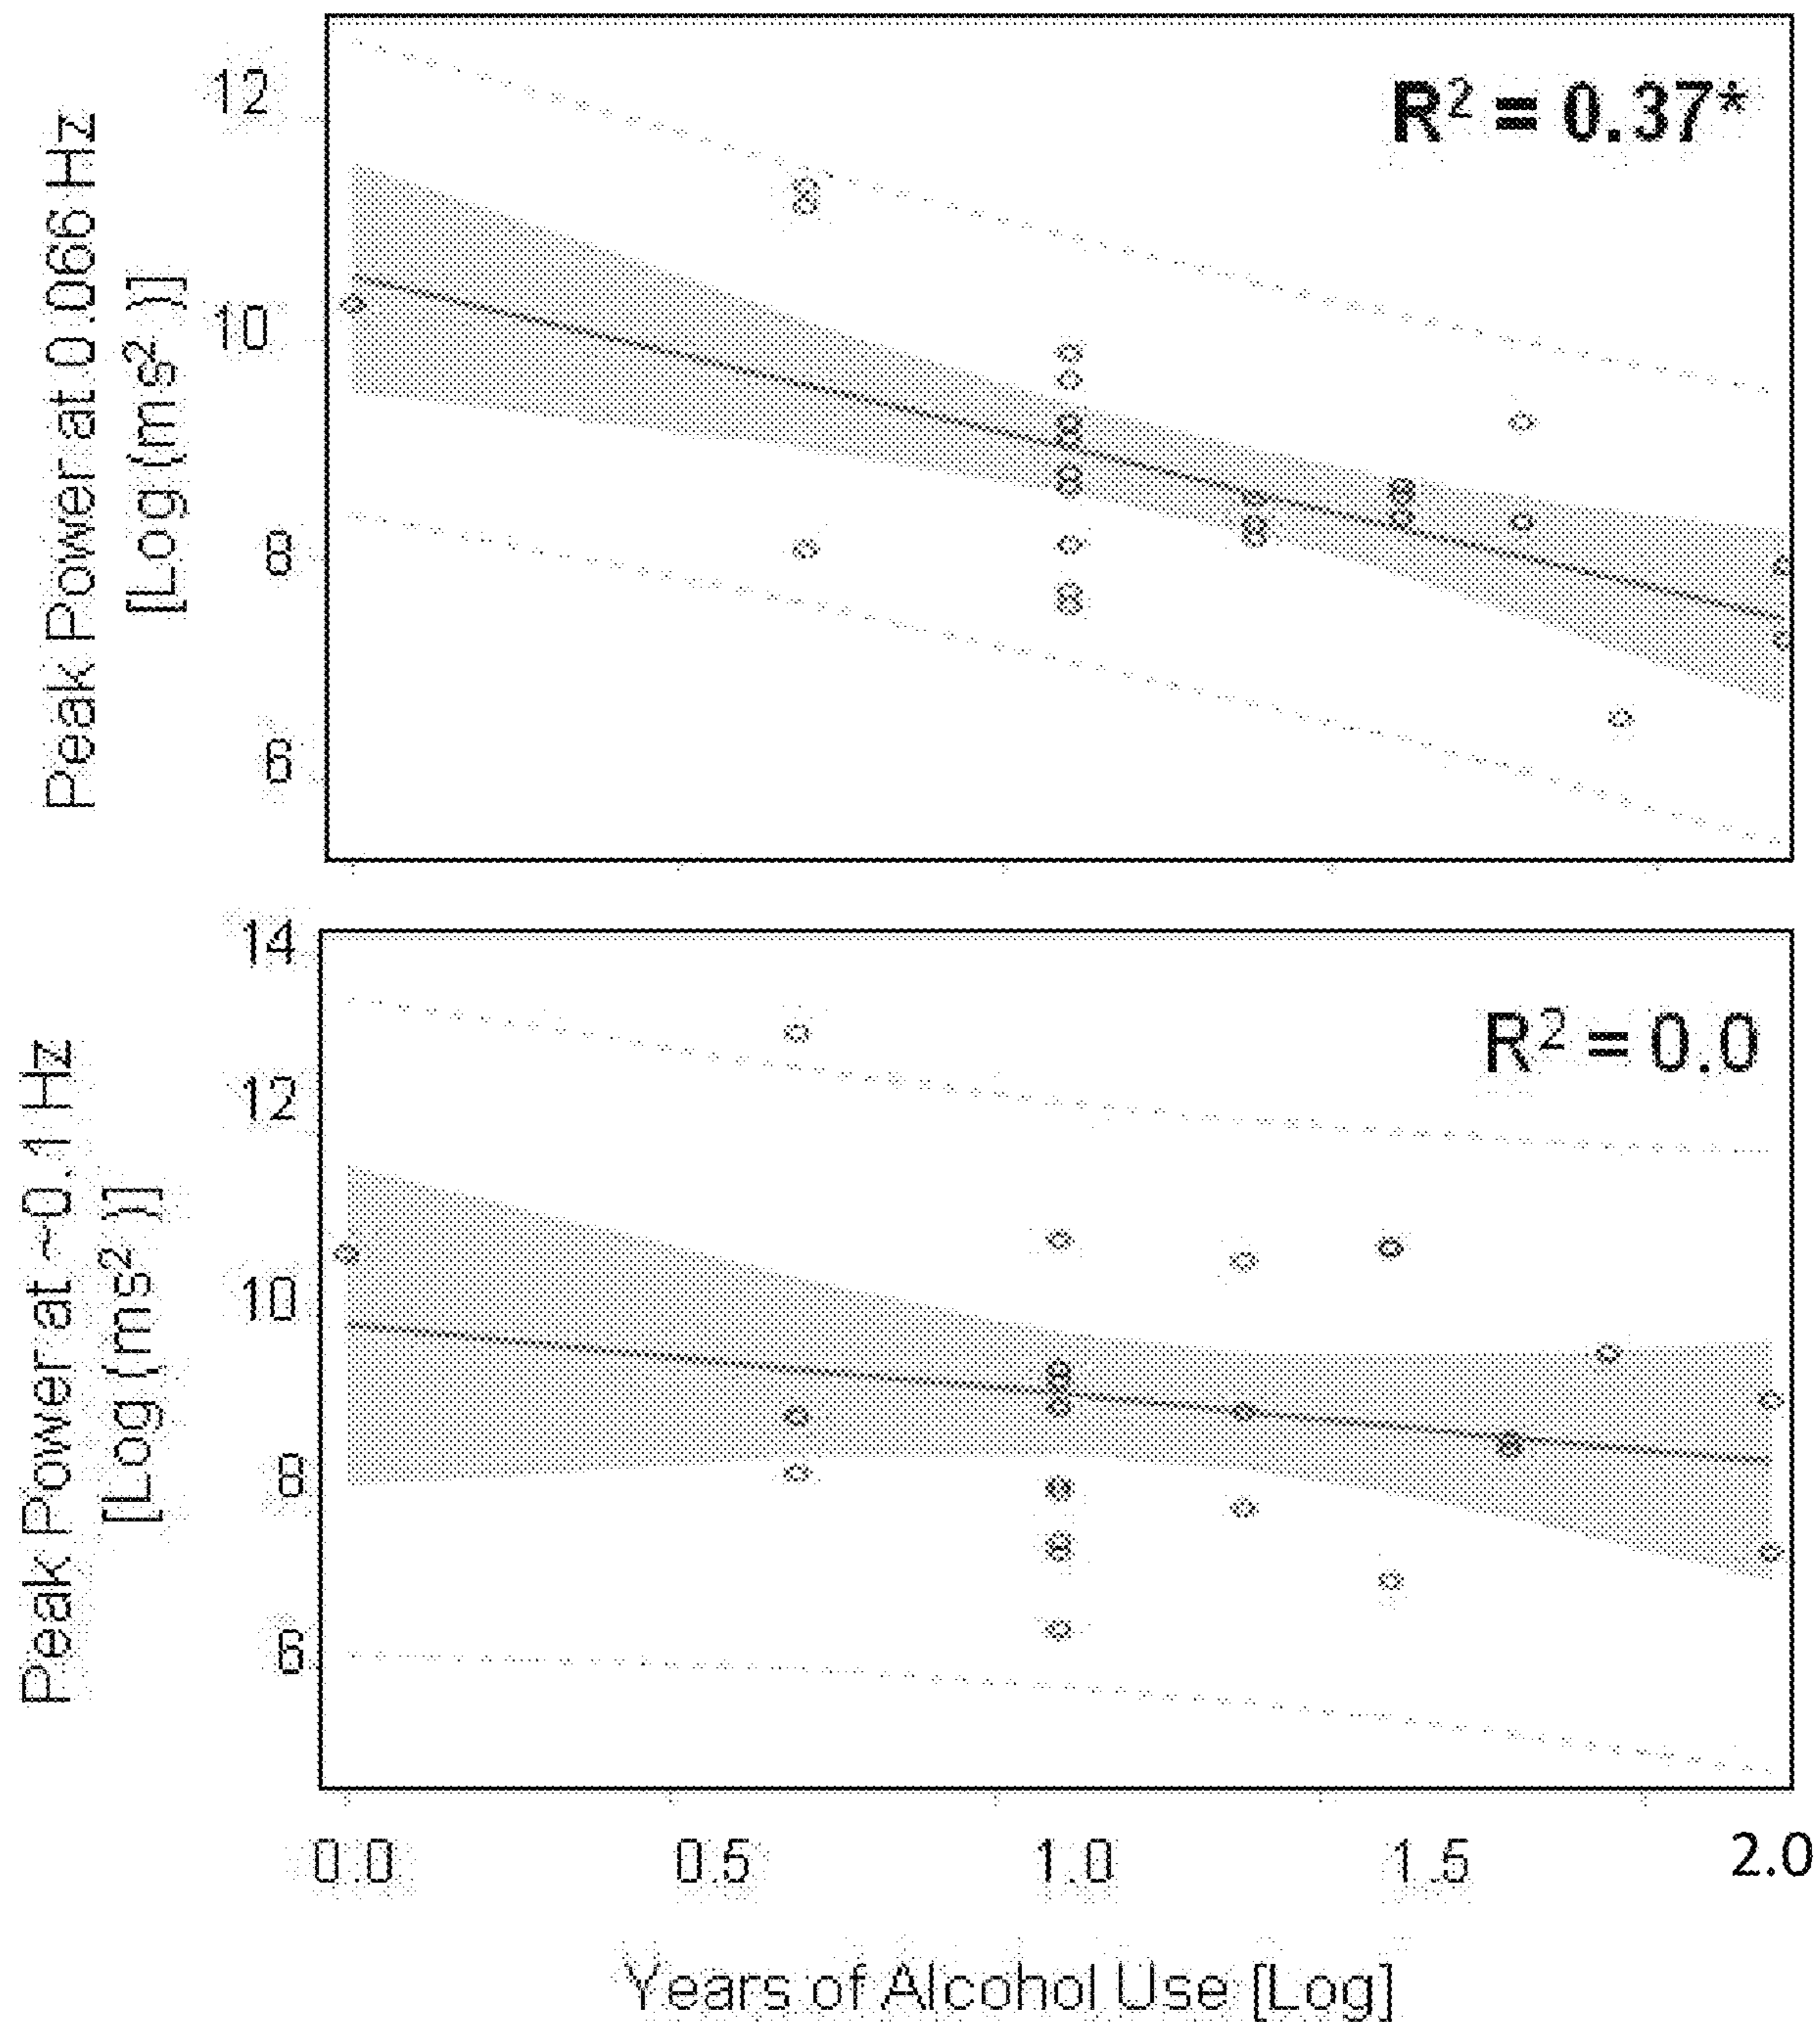 Peak Power at 0.066 Hz
[Log (ms² )]
12
10
8
6
R² = 0.37*
Peak Power at ~0.1 Hz
[Log (ms² )]
14
12
10
8
6
R² = 0.0
0.0 0.5 1.0 1.5 2.0
Years of Alcohol Use [Log]